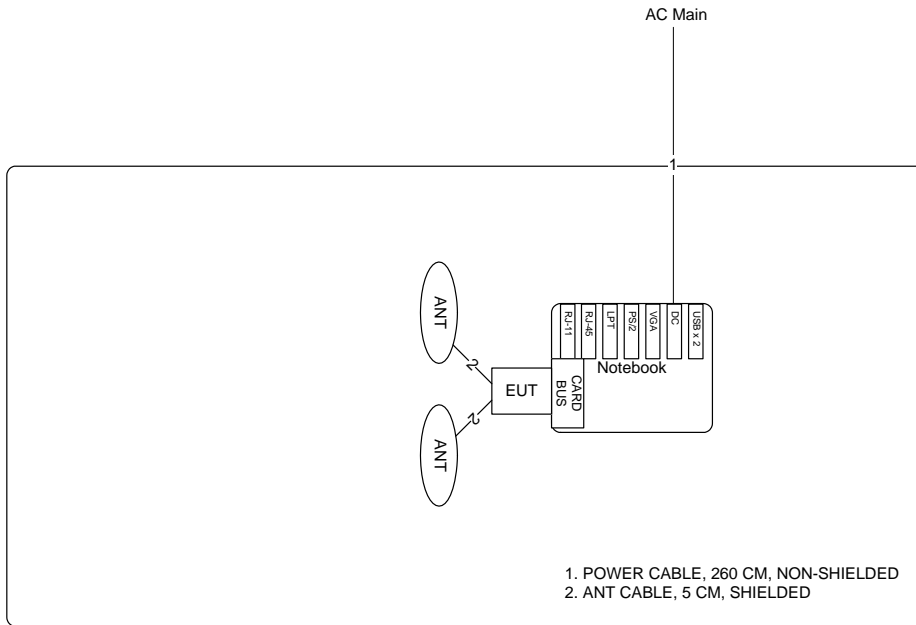 AC Main
1
ANT
2
EUT
2
ANT
RJ-11
RJ-45
LPT
PS/2
VGA
DC
USB x 2
Notebook
CARD
BUS
1. POWER CABLE, 260 CM, NON-SHIELDED
2. ANT CABLE, 5 CM, SHIELDED